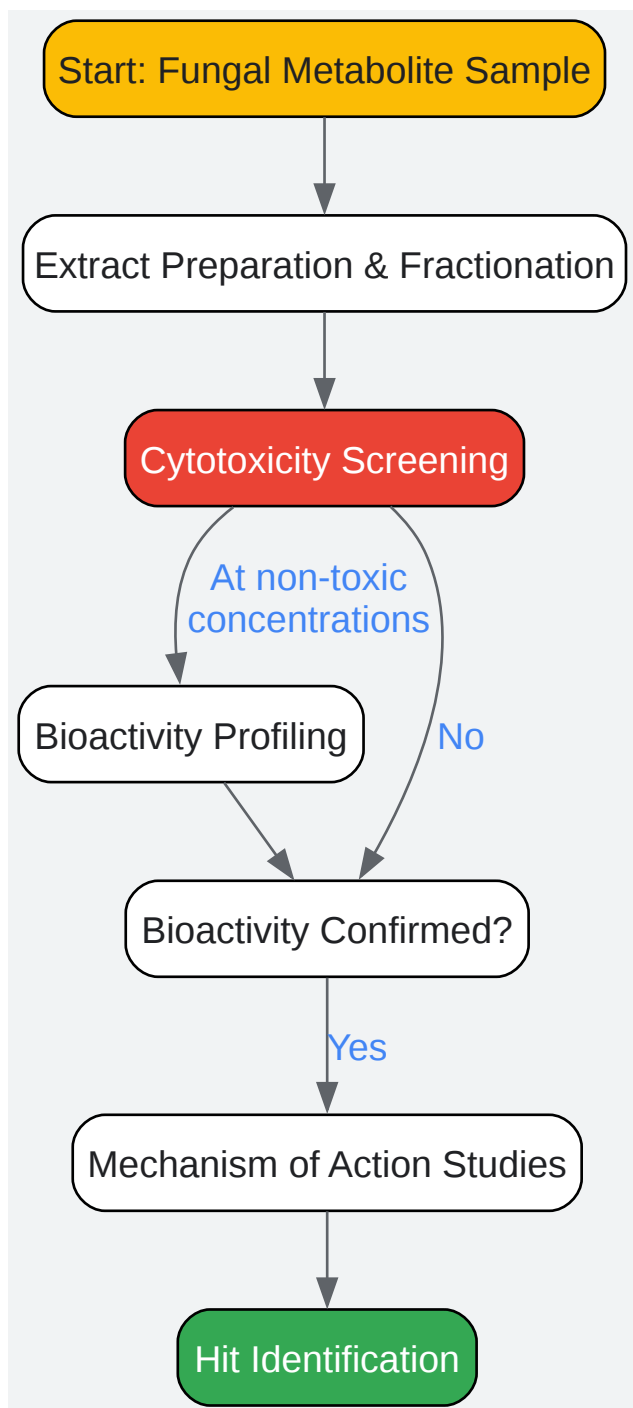 Start: Fungal Metabolite Sample
Extract Preparation & Fractionation
Cytotoxicity Screening
At non-toxic
concentrations
Bioactivity Profiling
No
Bioactivity Confirmed?
Yes
Mechanism of Action Studies
Hit Identification